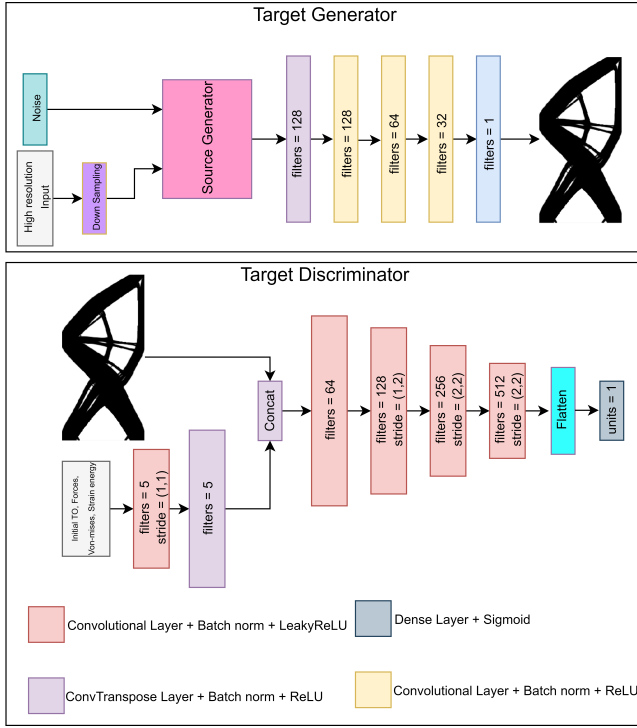 Target Generator
Noise
High resolution
Input
Down Sampling
Source Generator
filters = 128
filters = 128
filters = 64
filters = 32
filters = 1
Target Discriminator
Initial TO, Forces,
Von-mises, Strain energy
filters = 5
stride = (1,1)
filters = 5
Concat
filters = 64
filters = 128
stride = (1,2)
filters = 256
stride = (2,2)
filters = 512
stride = (2,2)
Flatten
units = 1
Convolutional Layer + Batch norm + LeakyReLU
Dense Layer + Sigmoid
ConvTranspose Layer + Batch norm + ReLU
Convolutional Layer + Batch norm + ReLU